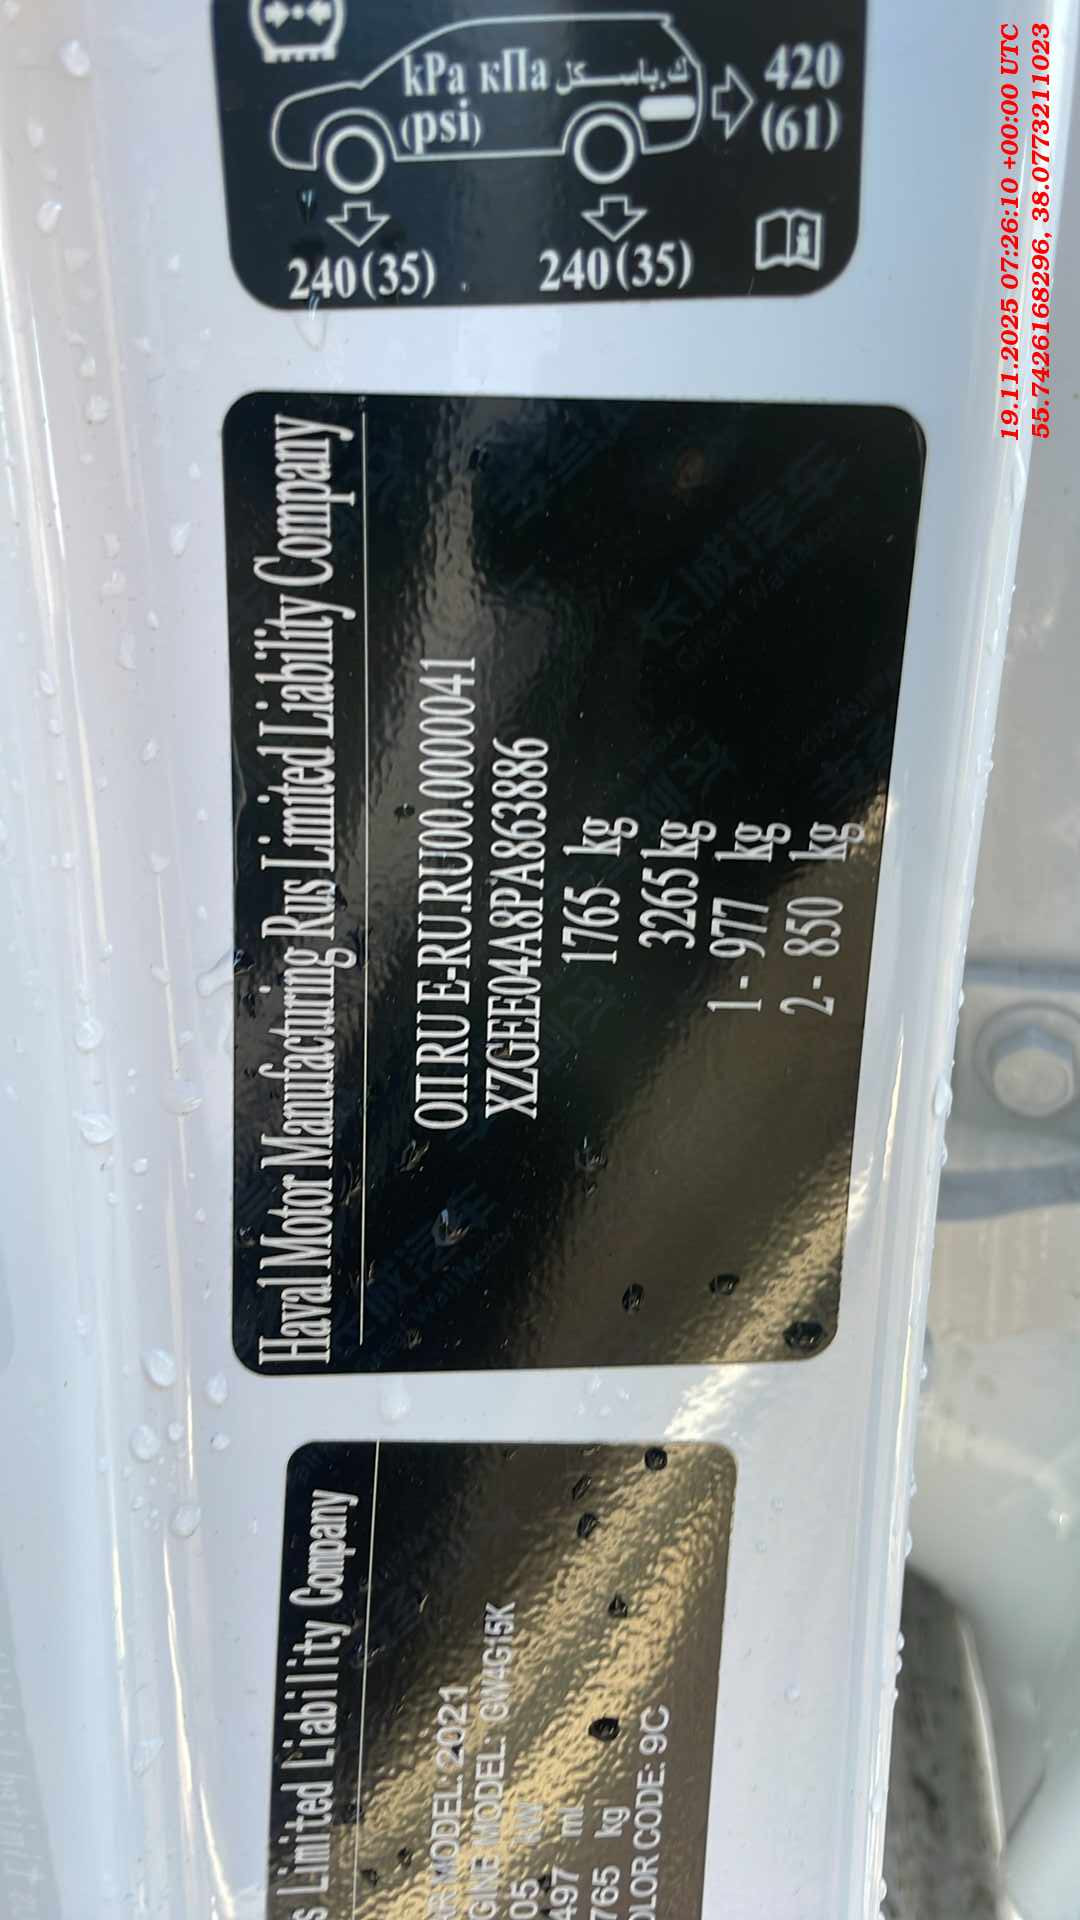 kPa кПа ك.باسكل
(psi)
420
(61)
240(35)
240(35)
Haval Motor Manufacturing Rus Limited Liability Company
ОП RU E-RU.RU00.0000041
XZGEE04A8PA863886
1765 kg
3265 kg
1- 977 kg
2- 850 kg
s Limited Liability Company
AR MODEL: 2021
GINE MODEL: GW4G15K
05 kW
497 ml
765 kg
OLOR CODE: 9C
19.11.2025 07:26:10 +00:00 UTC
55.7426168296, 38.0773211023